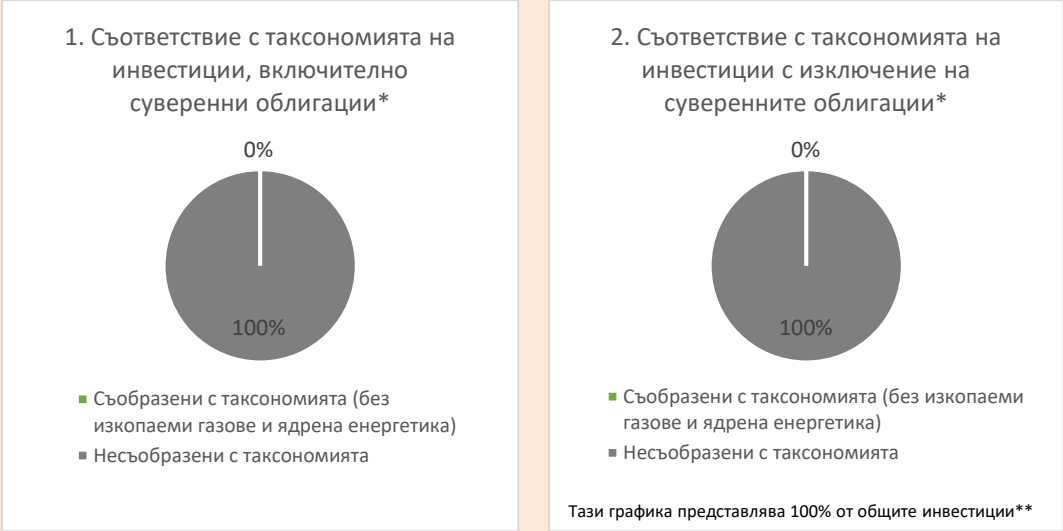 1. Съответствие с таксономията на
инвестиции, включително
суверенни облигации*
0%
100%
Съобразени с таксономията (без
изкопаеми газове и ядрена енергетика)
Несъобразени с таксономията
2. Съответствие с таксономията на
инвестиции с изключение на
суверенните облигации*
0%
100%
Съобразени с таксономията (без изкопаеми
газове и ядрена енергетика)
Несъобразени с таксономията
Тази графика представлява 100% от общите инвестиции**